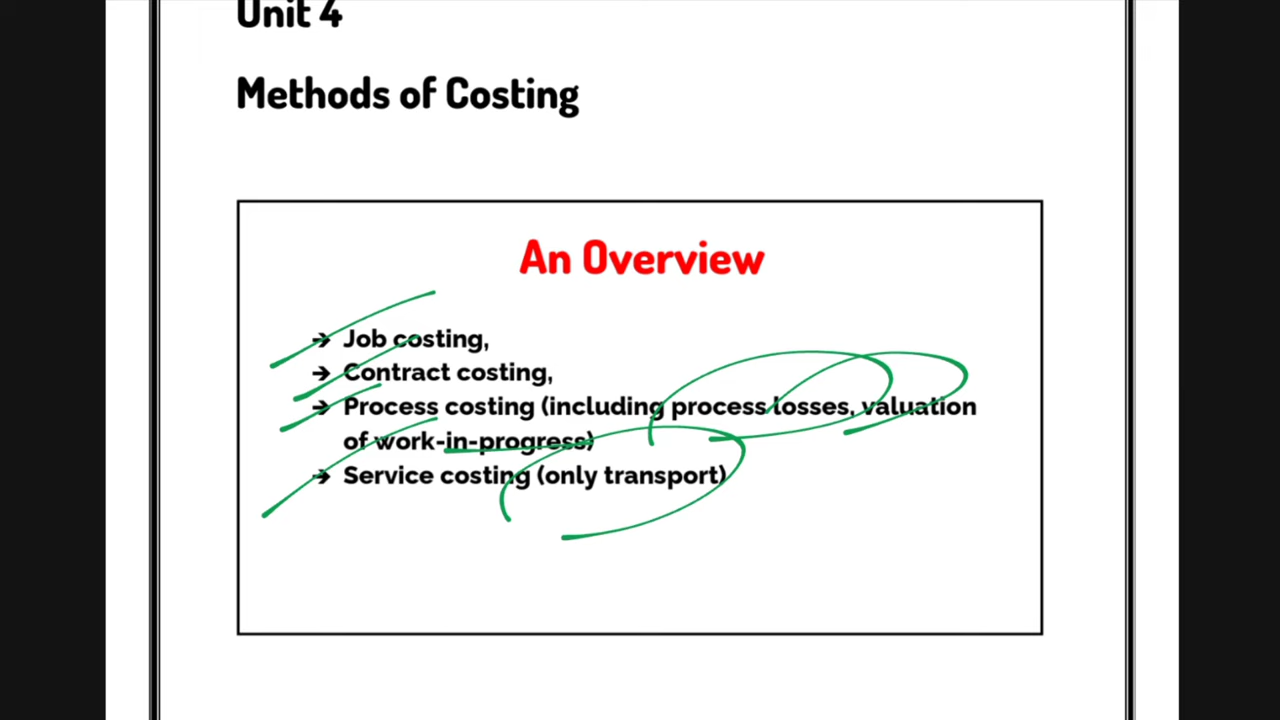 Unit 4
Methods of Costing
An Overview
➔ Job costing,
➔ Contract costing,
➔ Process costing (including process losses, valuation
of work-in-progress)
➔ Service costing (only transport)